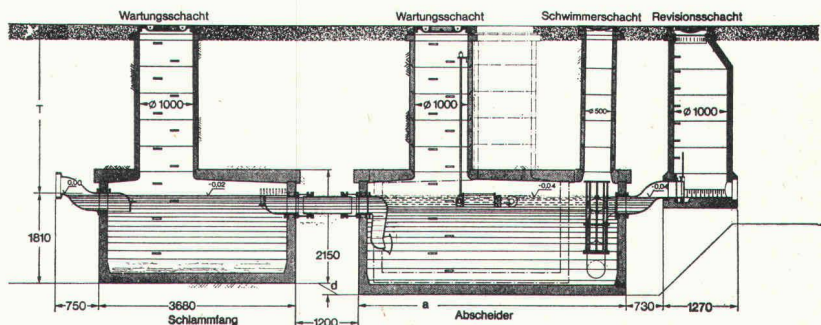 Wartungsschacht Wartungsschacht Schwimmerschacht Revisionsschacht
T
Ø 1000 Ø 1000 Ø 500 Ø 1000
0,00 -0,02 -0,04 -0,04
1810 2150
d
750 3680 a 730 1270
Schlammfang 1200 Abscheider